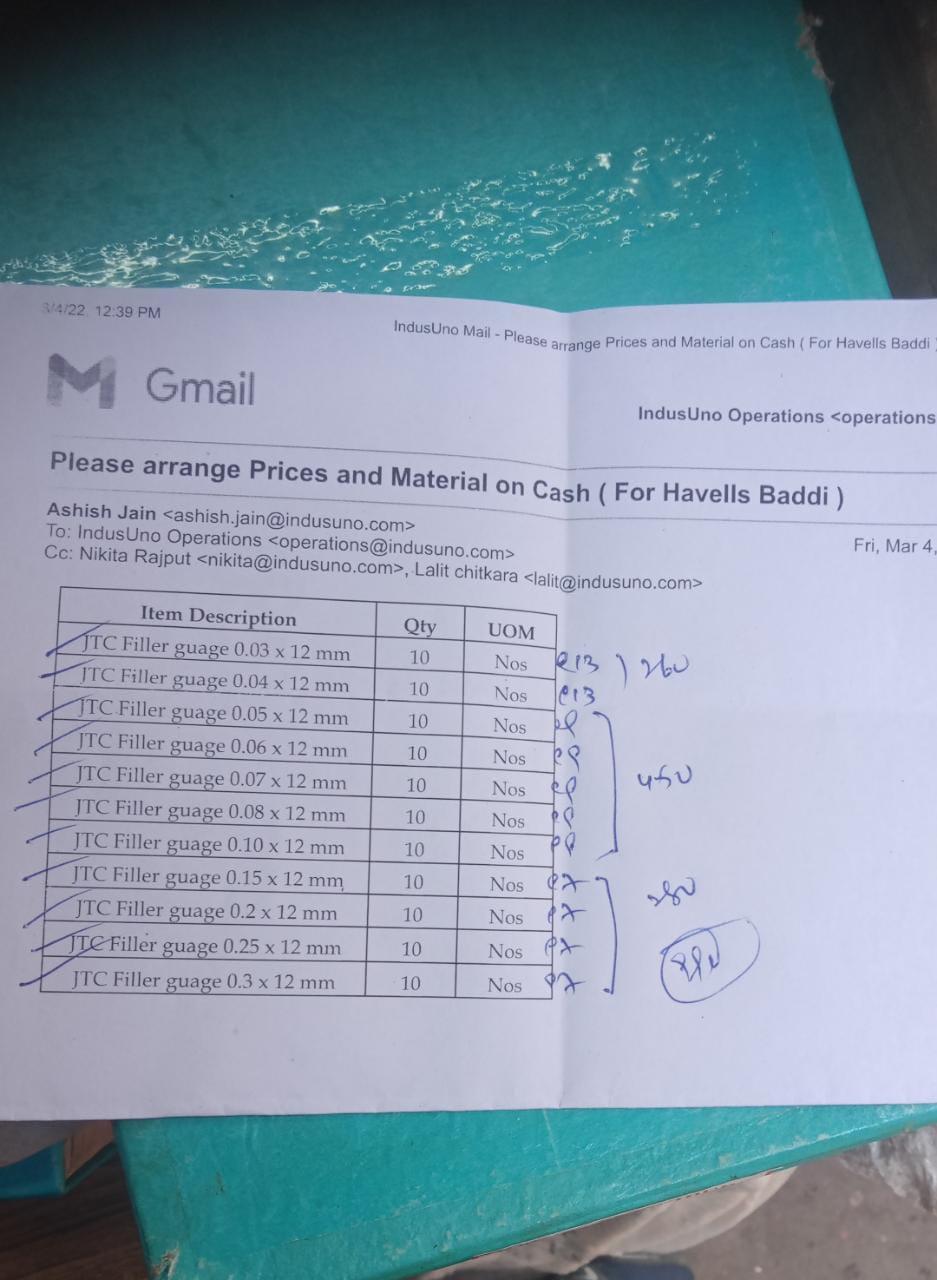 3/4/22, 12:39 PM
IndusUno Mail - Please arrange Prices and Material on Cash ( For Havells Baddi )
Gmail
IndusUno Operations <operations
Please arrange Prices and Material on Cash ( For Havells Baddi )
Ashish Jain <ashish.jain@indusuno.com>
Fri, Mar 4,
To: IndusUno Operations <operations@indusuno.com>
Cc: Nikita Rajput <nikita@indusuno.com>, Lalit chitkara <lalit@indusuno.com>
Item Description Qty UOM
JTC Filler guage 0.03 x 12 mm 10 Nos @13 260
JTC Filler guage 0.04 x 12 mm 10 Nos @13
JTC Filler guage 0.05 x 12 mm 10 Nos
JTC Filler guage 0.06 x 12 mm 10 Nos
JTC Filler guage 0.07 x 12 mm 10 Nos 450
JTC Filler guage 0.08 x 12 mm 10 Nos
JTC Filler guage 0.10 x 12 mm 10 Nos
JTC Filler guage 0.15 x 12 mm 10 Nos @7 280
JTC Filler guage 0.2 x 12 mm 10 Nos @7
JTC Filler guage 0.25 x 12 mm 10 Nos @7
JTC Filler guage 0.3 x 12 mm 10 Nos @7